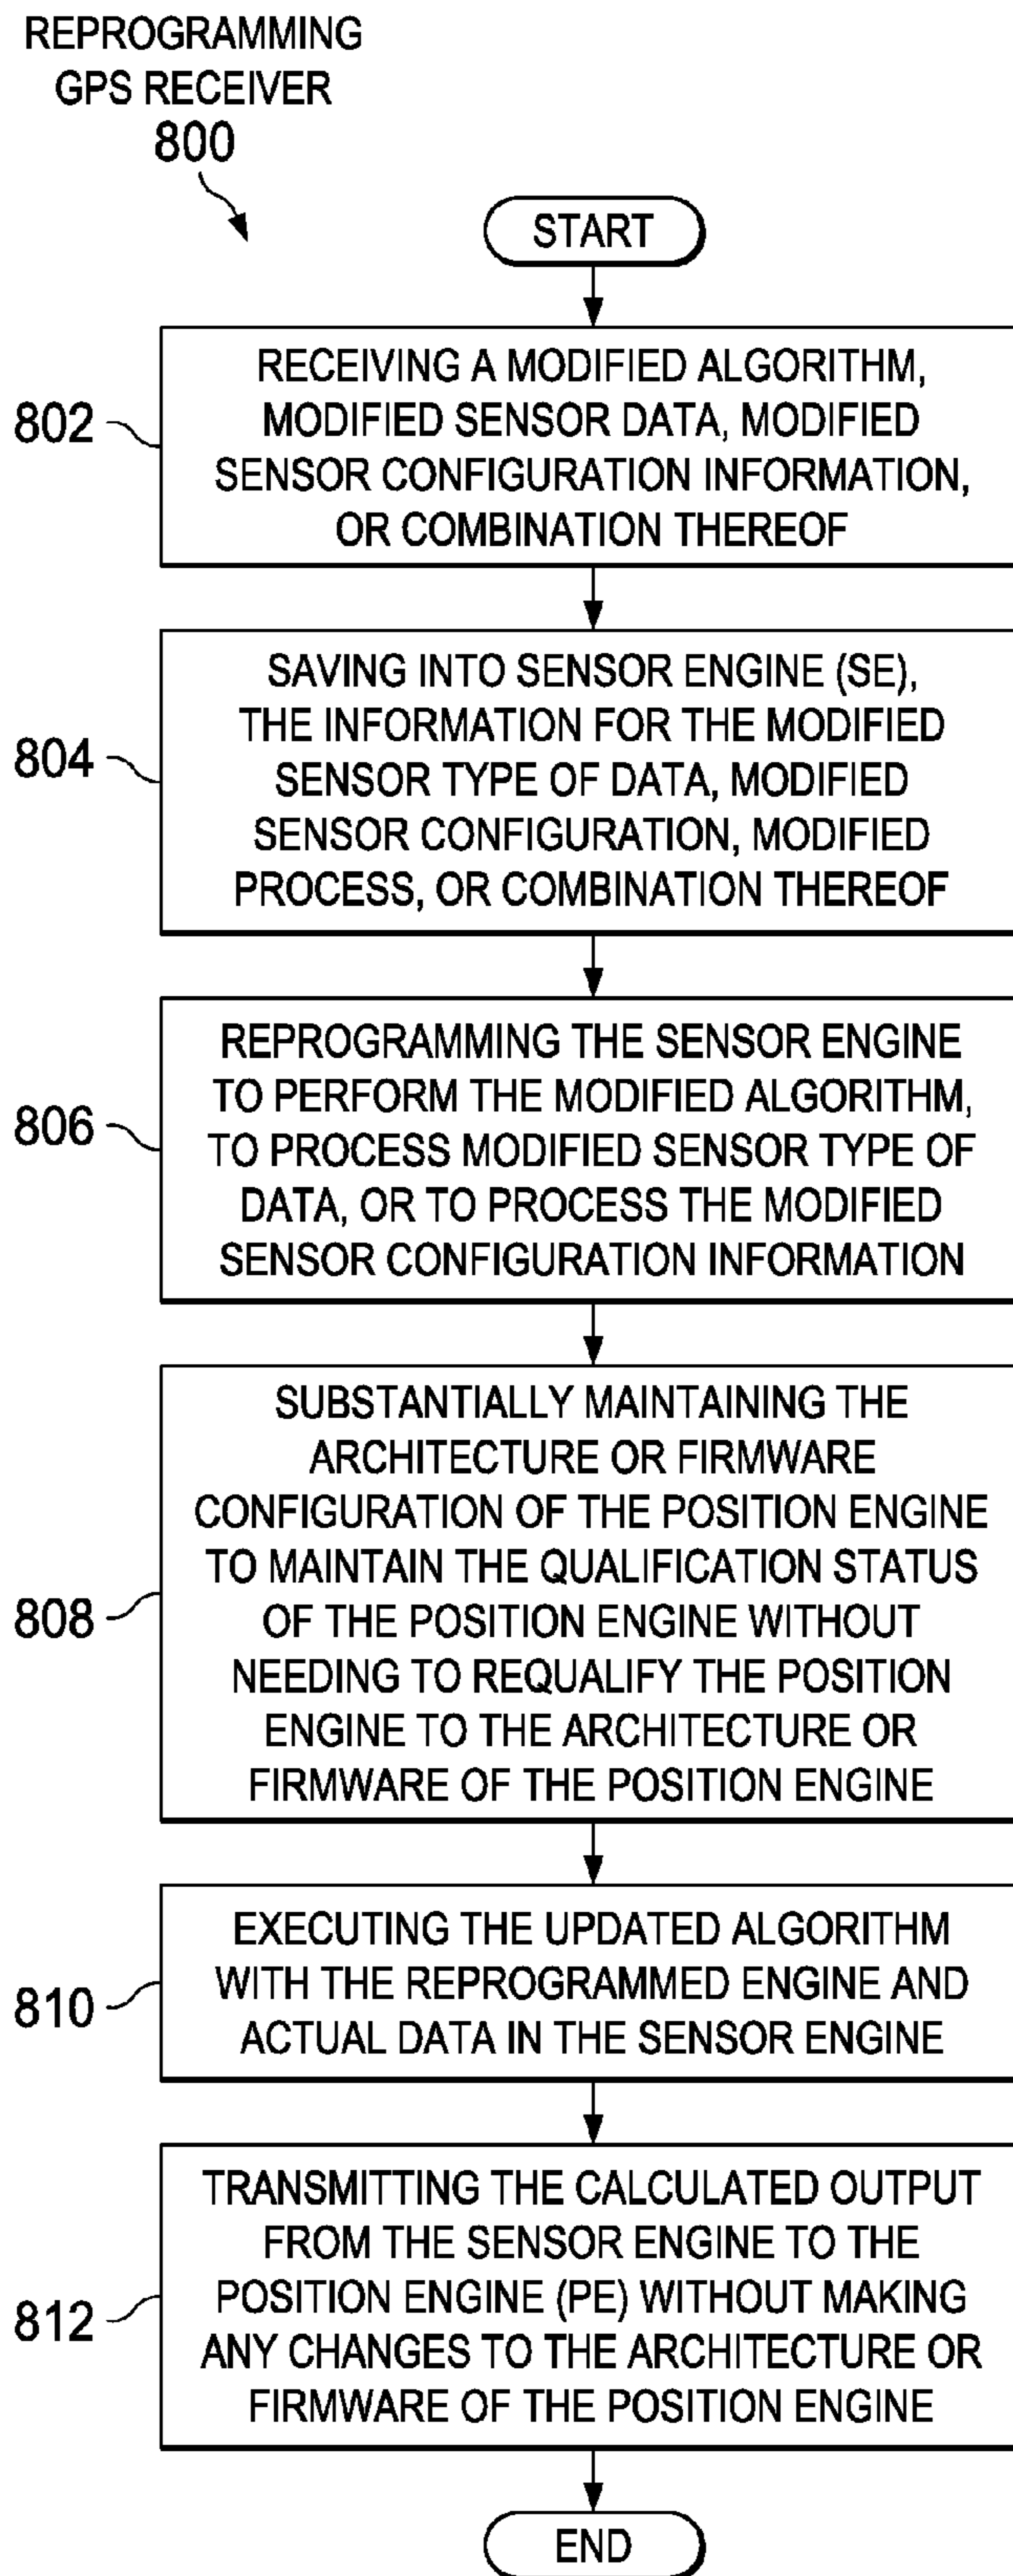 REPROGRAMMING
GPS RECEIVER
800
START
802
RECEIVING A MODIFIED ALGORITHM,
MODIFIED SENSOR DATA, MODIFIED
SENSOR CONFIGURATION INFORMATION,
OR COMBINATION THEREOF
804
SAVING INTO SENSOR ENGINE (SE),
THE INFORMATION FOR THE MODIFIED
SENSOR TYPE OF DATA, MODIFIED
SENSOR CONFIGURATION, MODIFIED
PROCESS, OR COMBINATION THEREOF
806
REPROGRAMMING THE SENSOR ENGINE
TO PERFORM THE MODIFIED ALGORITHM,
TO PROCESS MODIFIED SENSOR TYPE OF
DATA, OR TO PROCESS THE MODIFIED
SENSOR CONFIGURATION INFORMATION
808
SUBSTANTIALLY MAINTAINING THE
ARCHITECTURE OR FIRMWARE
CONFIGURATION OF THE POSITION ENGINE
TO MAINTAIN THE QUALIFICATION STATUS
OF THE POSITION ENGINE WITHOUT
NEEDING TO REQUALIFY THE POSITION
ENGINE TO THE ARCHITECTURE OR
FIRMWARE OF THE POSITION ENGINE
810
EXECUTING THE UPDATED ALGORITHM
WITH THE REPROGRAMMED ENGINE AND
ACTUAL DATA IN THE SENSOR ENGINE
812
TRANSMITTING THE CALCULATED OUTPUT
FROM THE SENSOR ENGINE TO THE
POSITION ENGINE (PE) WITHOUT MAKING
ANY CHANGES TO THE ARCHITECTURE OR
FIRMWARE OF THE POSITION ENGINE
END